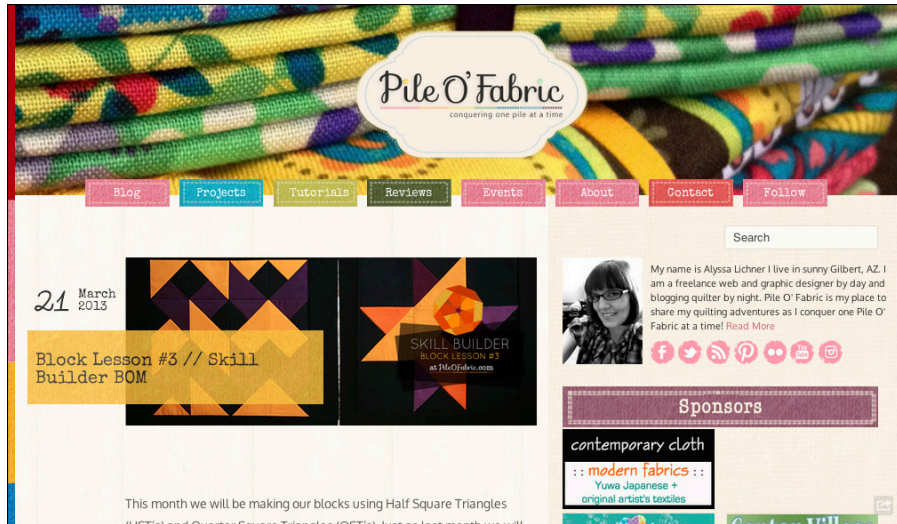 Pile O' Fabric
conquering one pile at a time
Blog
Projects
Tutorials
Reviews
Events
About
Contact
Follow
Search
21
March
2013
Block Lesson #3 // Skill
Builder BOM
SKILL BUILDER
BLOCK LESSON #3
at PileOFabric.com
This month we will be making our blocks using Half Square Triangles
My name is Alyssa Lichner I live in sunny Gilbert, AZ. I
am a freelance web and graphic designer by day and
blogging quilter by night. Pile O' Fabric is my place to
share my quilting adventures as I conquer one Pile O'
Fabric at a time! Read More
You
Tube
Sponsors
contemporary cloth
:: modern fabrics ::
Yuwa Japanese +
original artist's textiles